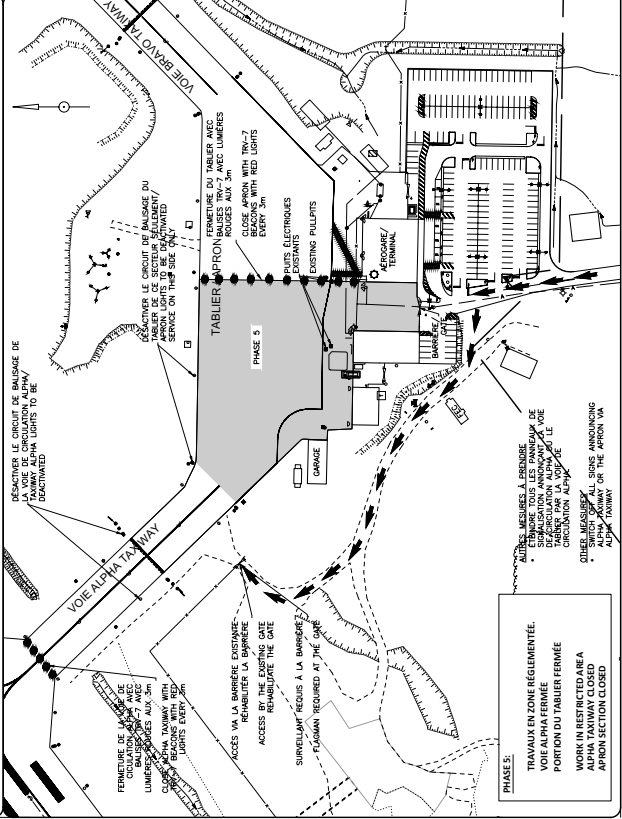 DÉSACTIVER LE CIRCUIT DE BALISAGE DE
LA VOIE DE CIRCULATION ALPHA/
TAXIWAY ALPHA LIGHTS TO BE
DEACTIVATED
VOIE BRAVO TAXIWAY
DÉSACTIVER LE CIRCUIT DE BALISAGE DU
TABLIER DE CE SECTEUR SEULEMENT/
APRON LIGHTS TO BE DEACTIVATED
SERVICE ON THIS SIDE ONLY
TABLIER / APRON
FERMETURE DU TABLIER AVEC
BALISES TRV-7 AVEC LUMIÈRES
ROUGES AUX 3m
CLOSE APRON WITH TRV-7
BEACONS WITH RED LIGHTS
EVERY 3m
PUITS ÉLECTRIQUES
EXISTANTS
EXISTING PULLPITS
PHASE 5
AÉROGARE/
TERMINAL
BARRIÈRE/
GATE
GARAGE
VOIE ALPHA TAXIWAY
FERMETURE DE LA VOIE DE
CICULATION ALPHA AVEC
BALISES TRV-7 AVEC
LUMIÈRES ROUGES AUX 3m
CLOSE ALPHA TAXIWAY WITH
TRV-7 BEACONS WITH RED
LIGHTS EVERY 3m
ACCÈS VIA LA BARRIÈRE EXISTANTE
RÉHABILITER LA BARRIÈRE
ACCESS BY THE EXISTING GATE
REHABILITATE THE GATE
SURVEILLANT REQUIS À LA BARRIÈRE
FLAGMAN REQUIRED AT THE GATE
AUTRES MESURES À PRENDRE
• ÉTEINDRE TOUS LES PANNEAUX DE
SIGNALISATION ANNONÇANT LA VOIE
DE CIRCULATION ALPHA OU LE
TABLIER PAR LA VOIE DE
CIRCULATION ALPHA.
OTHER MEASURES
• SWITCH OFF ALL SIGNS ANNOUNCING
ALPHA TAXIWAY OR THE APRON VIA
ALPHA TAXIWAY
PHASE 5:
TRAVAUX EN ZONE RÉGLEMENTÉE.
VOIE ALPHA FERMÉE
PORTION DU TABLIER FERMÉE
WORK IN RESTRICTED AREA
ALPHA TAXIWAY CLOSED
APRON SECTION CLOSED